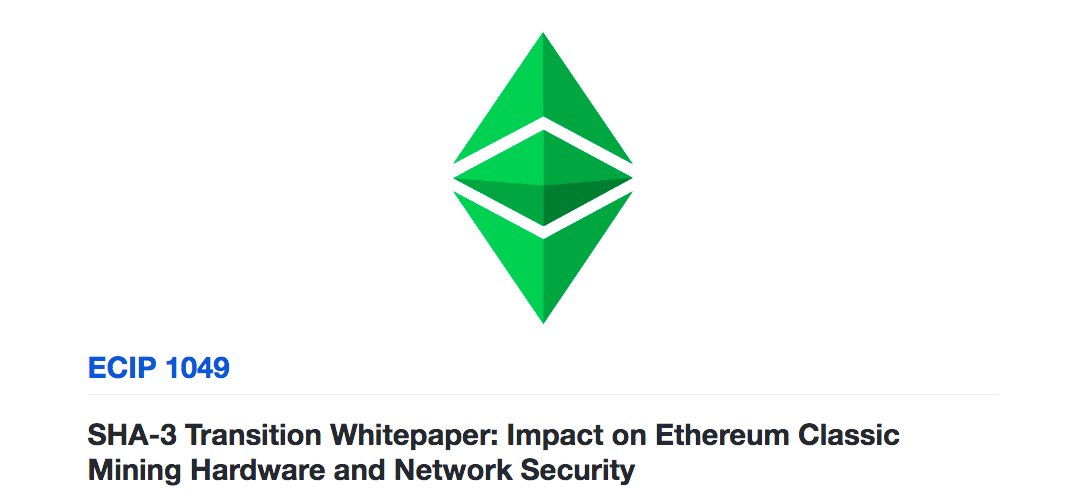 ECIP 1049
SHA-3 Transition Whitepaper: Impact on Ethereum Classic
Mining Hardware and Network Security